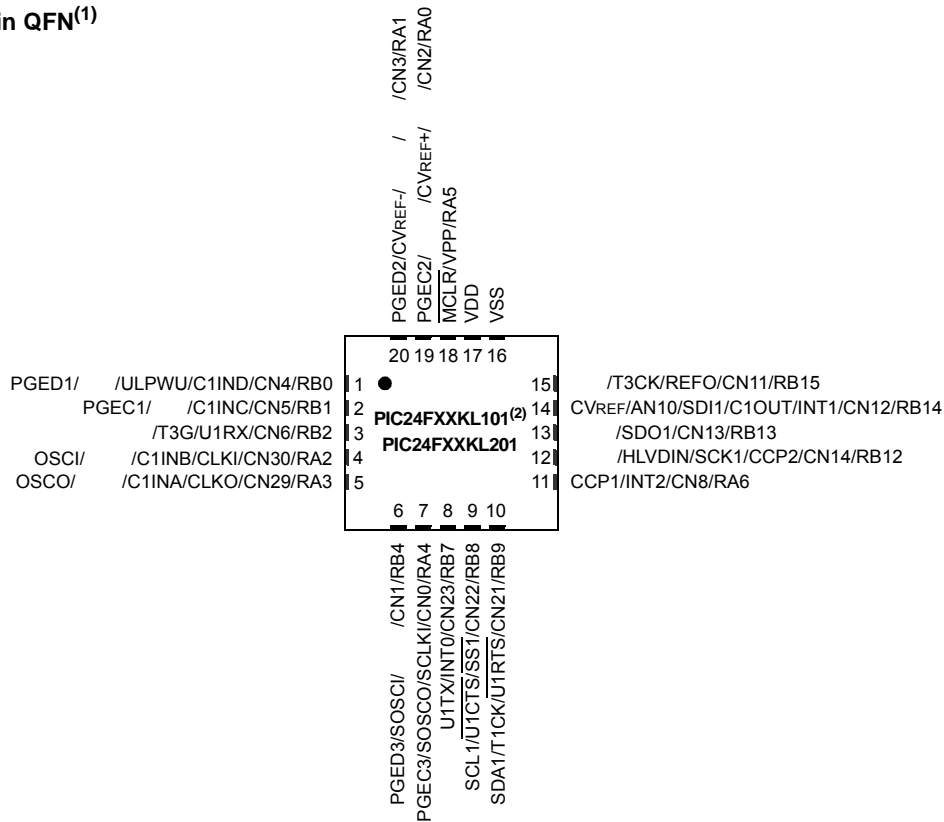 in QFN(1)
PGED2/CVREF-/ / /CN3/RA1
PGEC2/ /CVREF+/ /CN2/RA0
MCLR/VPP/RA5
VDD
VSS
20 19 18 17 16
PGED1/ /ULPWU/C1IND/CN4/RB0 1
PGEC1/ /C1INC/CN5/RB1 2
/T3G/U1RX/CN6/RB2 3
OSCI/ /C1INB/CLKI/CN30/RA2 4
OSCO/ /C1INA/CLKO/CN29/RA3 5
PIC24FXXKL101(2)
PIC24FXXKL201
15 /T3CK/REFO/CN11/RB15
14 CVREF/AN10/SDI1/C1OUT/INT1/CN12/RB14
13 /SDO1/CN13/RB13
12 /HLVDIN/SCK1/CCP2/CN14/RB12
11 CCP1/INT2/CN8/RA6
6 7 8 9 10
PGED3/SOSCI/ /CN1/RB4
PGEC3/SOSCO/SCLKI/CN0/RA4
U1TX/INT0/CN23/RB7
SCL1/U1CTS/SS1/CN22/RB8
SDA1/T1CK/U1RTS/CN21/RB9